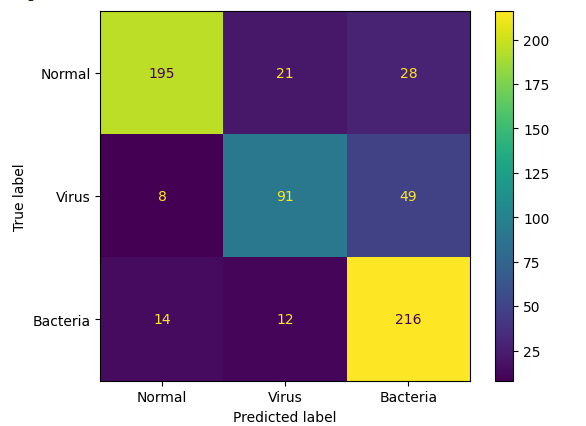 Normal 195 21 28
Virus 8 91 49
Bacteria 14 12 216
Normal Virus Bacteria
Predicted label
True label
200
175
150
125
100
75
50
25